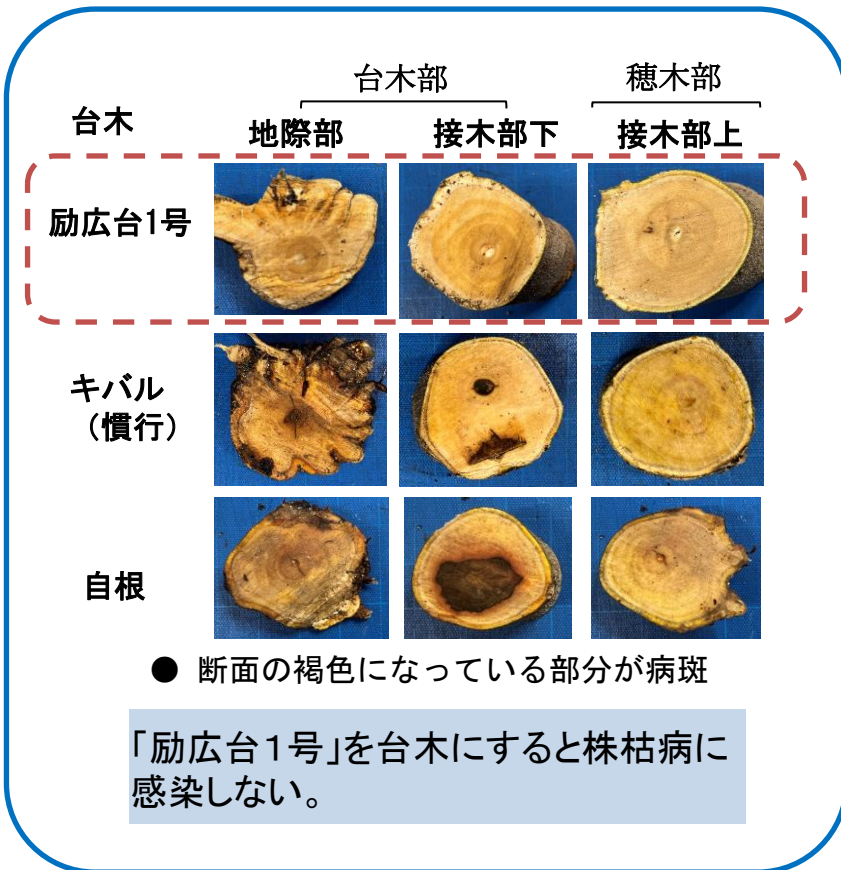 台木部
穂木部
台木
地際部
接木部下
接木部上
励広台1号
キバル
（慣行）
自根
● 断面の褐色になっている部分が病斑
「励広台１号」を台木にすると株枯病に
感染しない。